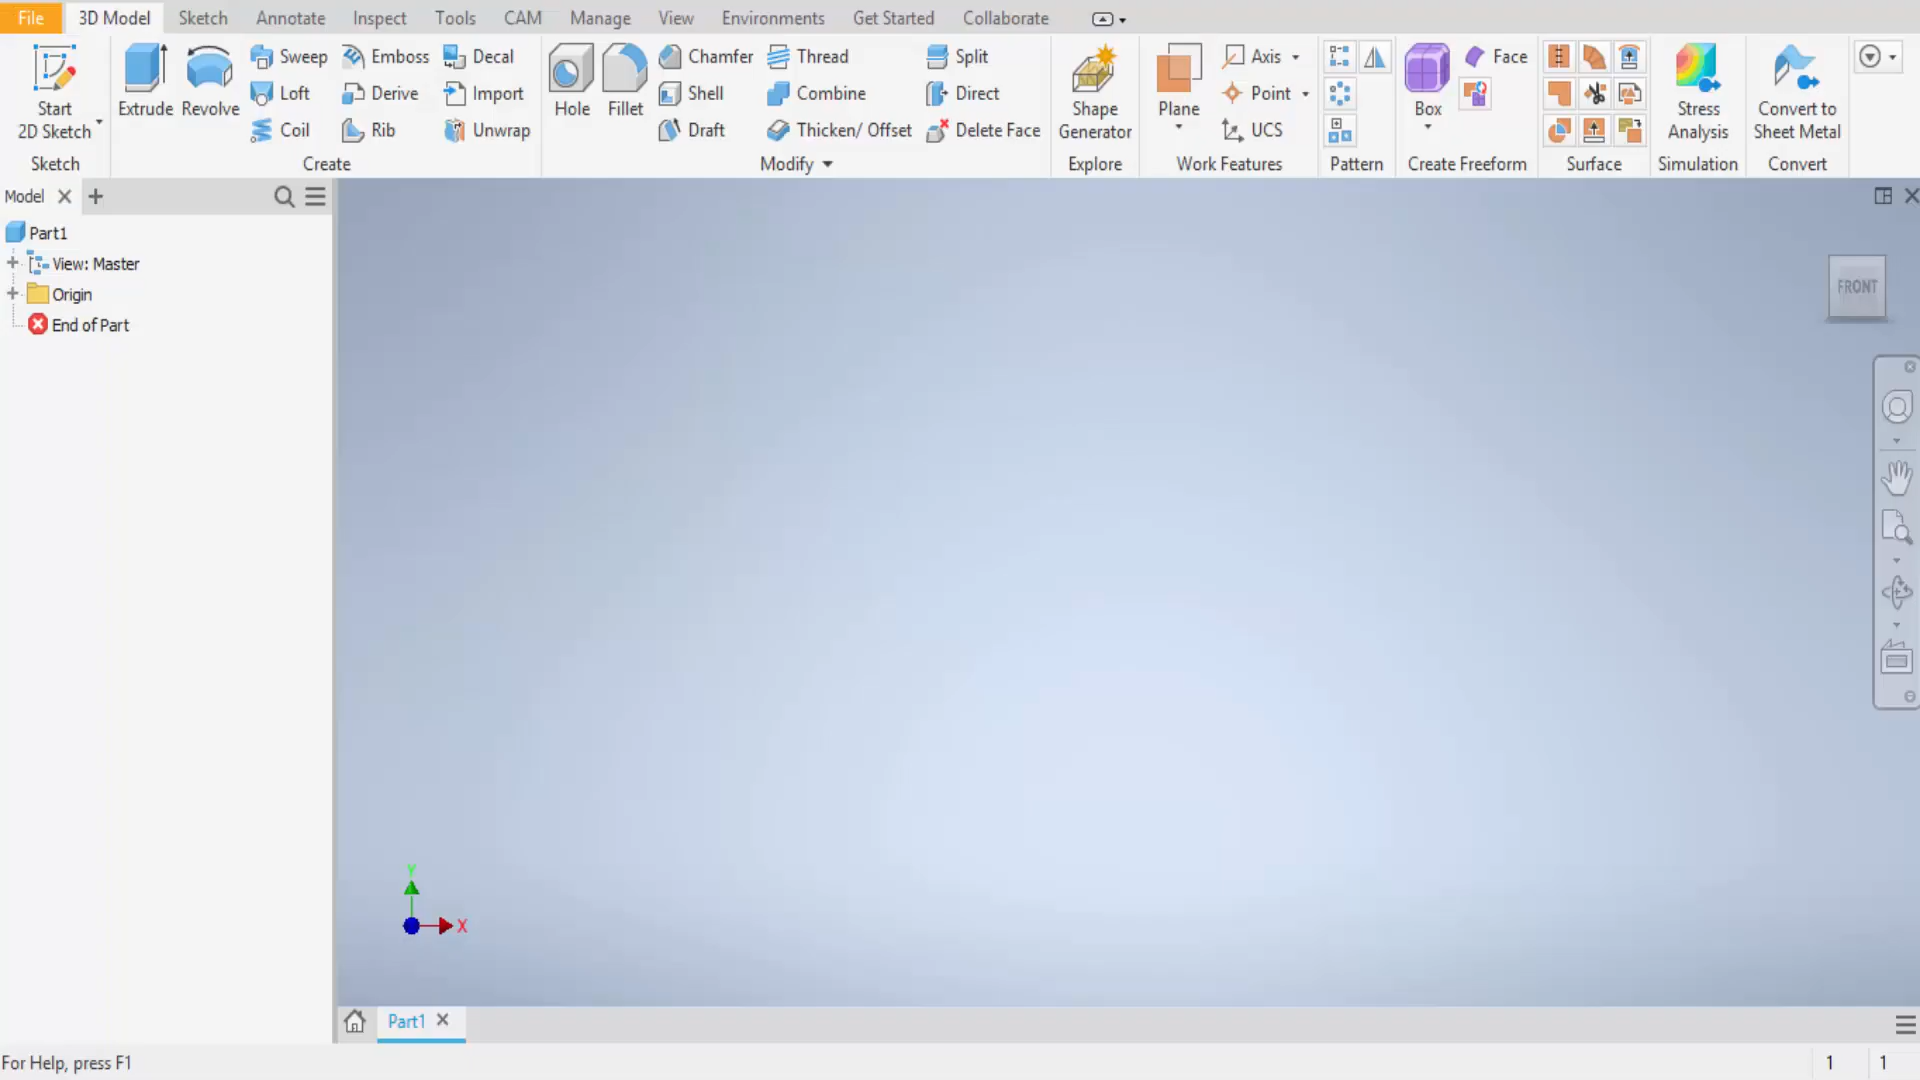 File 3D Model Sketch Annotate Inspect Tools CAM Manage View Environments Get Started Collaborate
Start
2D Sketch
Sketch
Extrude
Revolve
Sweep
Loft
Coil
Emboss
Derive
Rib
Decal
Import
Unwrap
Create
Hole
Fillet
Chamfer
Shell
Draft
Thread
Combine
Thicken/ Offset
Split
Direct
Delete Face
Modify
Shape
Generator
Explore
Plane
Axis
Point
UCS
Work Features
Pattern
Box
Face
Create Freeform
Surface
Stress
Analysis
Simulation
Convert to
Sheet Metal
Convert
Model
Part1
View: Master
Origin
End of Part
FRONT
Y
X
Part1
For Help, press F1
1 1